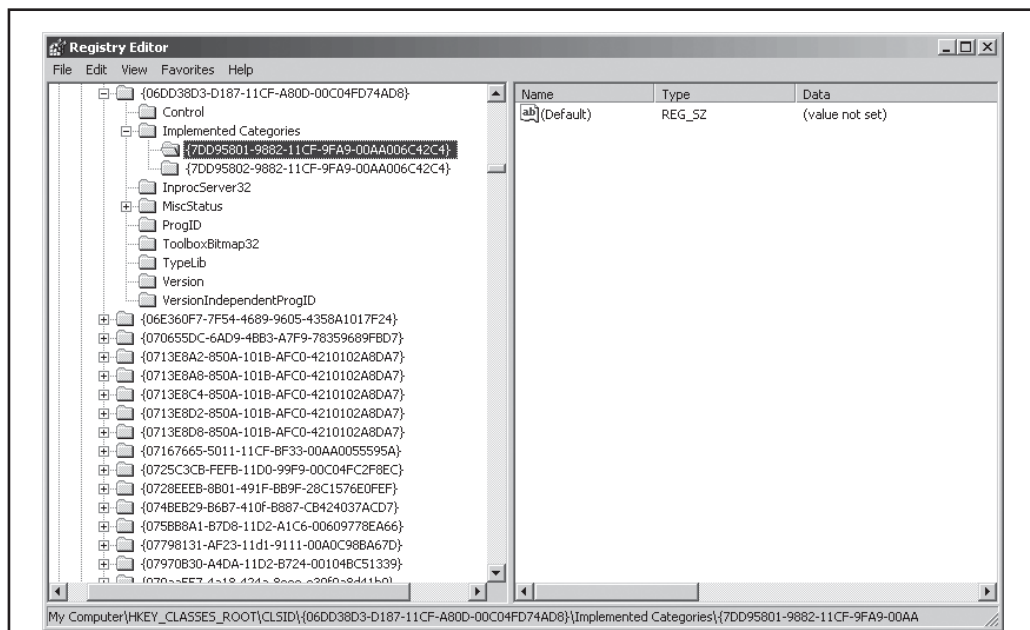 Registry Editor
File Edit View Favorites Help
{06DD38D3-D187-11CF-A80D-00C04FD74AD8}
Control
Implemented Categories
{7DD95801-9882-11CF-9FA9-00AA006C42C4}
{7DD95802-9882-11CF-9FA9-00AA006C42C4}
InprocServer32
MiscStatus
ProgID
ToolboxBitmap32
TypeLib
Version
VersionIndependentProgID
{06E360F7-7F54-4689-9605-4358A1017F24}
{070655DC-6AD9-4BB3-A7F9-78359689FBD7}
{0713E8A2-850A-101B-AFC0-4210102A8DA7}
{0713E8A8-850A-101B-AFC0-4210102A8DA7}
{0713E8C4-850A-101B-AFC0-4210102A8DA7}
{0713E8D2-850A-101B-AFC0-4210102A8DA7}
{0713E8D8-850A-101B-AFC0-4210102A8DA7}
{07167665-5011-11CF-BF33-00AA0055595A}
{0725C3CB-FEFB-11D0-99F9-00C04FC2F8EC}
{0728EEEB-8B01-491F-BB9F-28C1576E0FEF}
{074BEB29-B6B7-410f-B887-CB424037ACD7}
{075BB8A1-B7D8-11D2-A1C6-00609778EA66}
{07798131-AF23-11d1-9111-00A0C98BA67D}
{07970B30-A4DA-11D2-B724-00104BC51339}
Name Type Data
(Default) REG_SZ (value not set)
My Computer\HKEY_CLASSES_ROOT\CLSID\{06DD38D3-D187-11CF-A80D-00C04FD74AD8}\Implemented Categories\{7DD95801-9882-11CF-9FA9-00AA